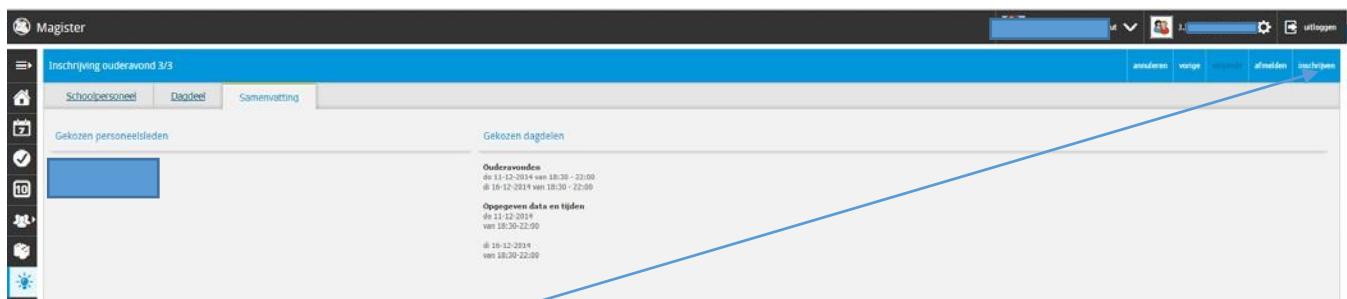 Magister
uitloggen
Inschrijving ouderavond 3/3
annuleren vorige volgende afmelden inschrijven
Schoolpersoneel Dagdeel Samenvatting
7
Gekozen personeelsleden
Gekozen dagdelen
10
Ouderavonden
do 11-12-2014 van 18:30 - 22:00
di 16-12-2014 van 18:30 - 22:00
Opgegeven data en tijden
do 11-12-2014
van 18:30-22:00
di 16-12-2014
van 18:30-22:00